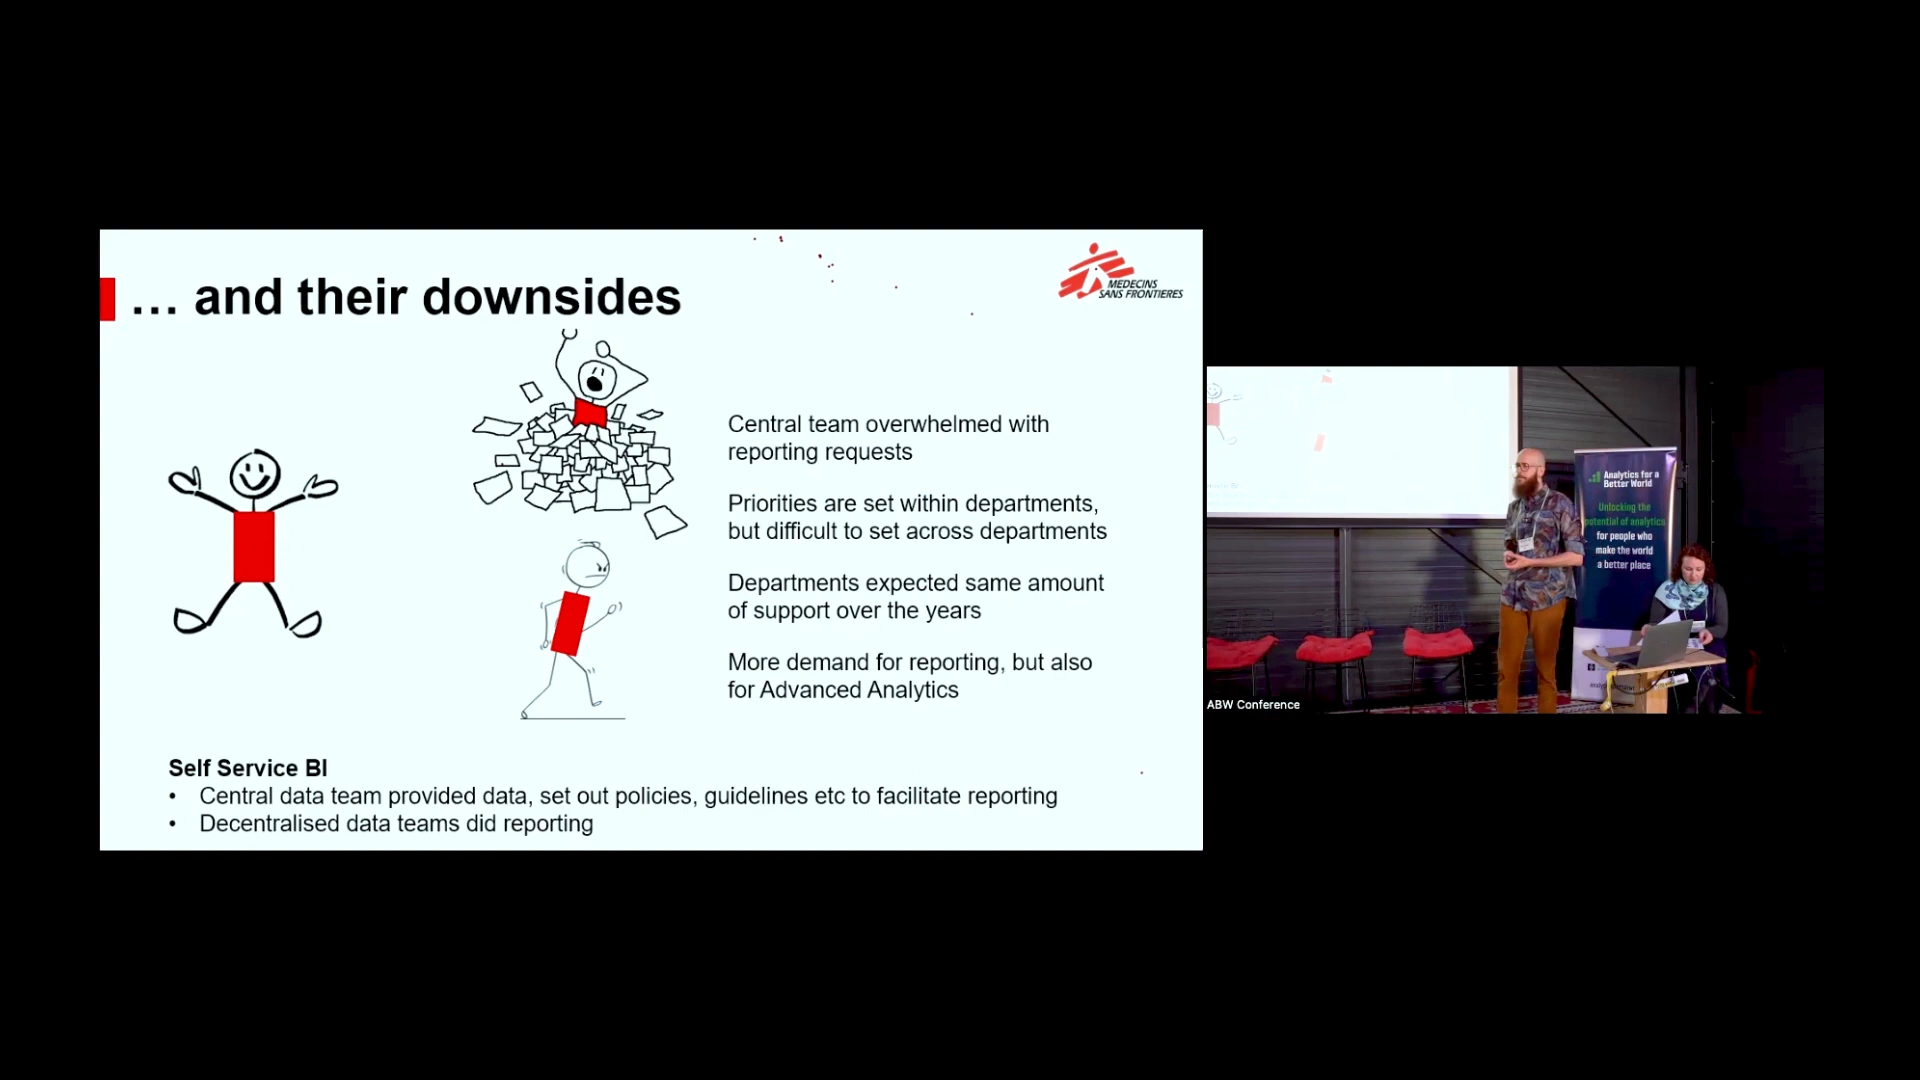 … and their downsides
MEDECINS
SANS FRONTIERES
Central team overwhelmed with
reporting requests
Priorities are set within departments,
but difficult to set across departments
Departments expected same amount
of support over the years
More demand for reporting, but also
for Advanced Analytics
Self Service BI
• Central data team provided data, set out policies, guidelines etc to facilitate reporting
• Decentralised data teams did reporting
Analytics for a
Better World
Unlocking the
potential of analytics
for people who
make the world
a better place
ABW Conference